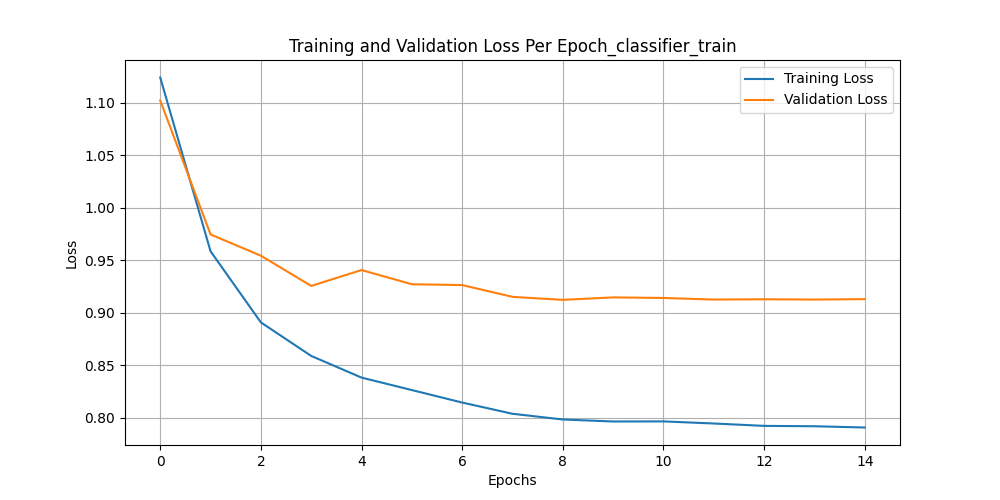 Training and Validation Loss Per Epoch_classifier_train
Training Loss
Validation Loss
Loss
1.10
1.05
1.00
0.95
0.90
0.85
0.80
0 2 4 6 8 10 12 14
Epochs